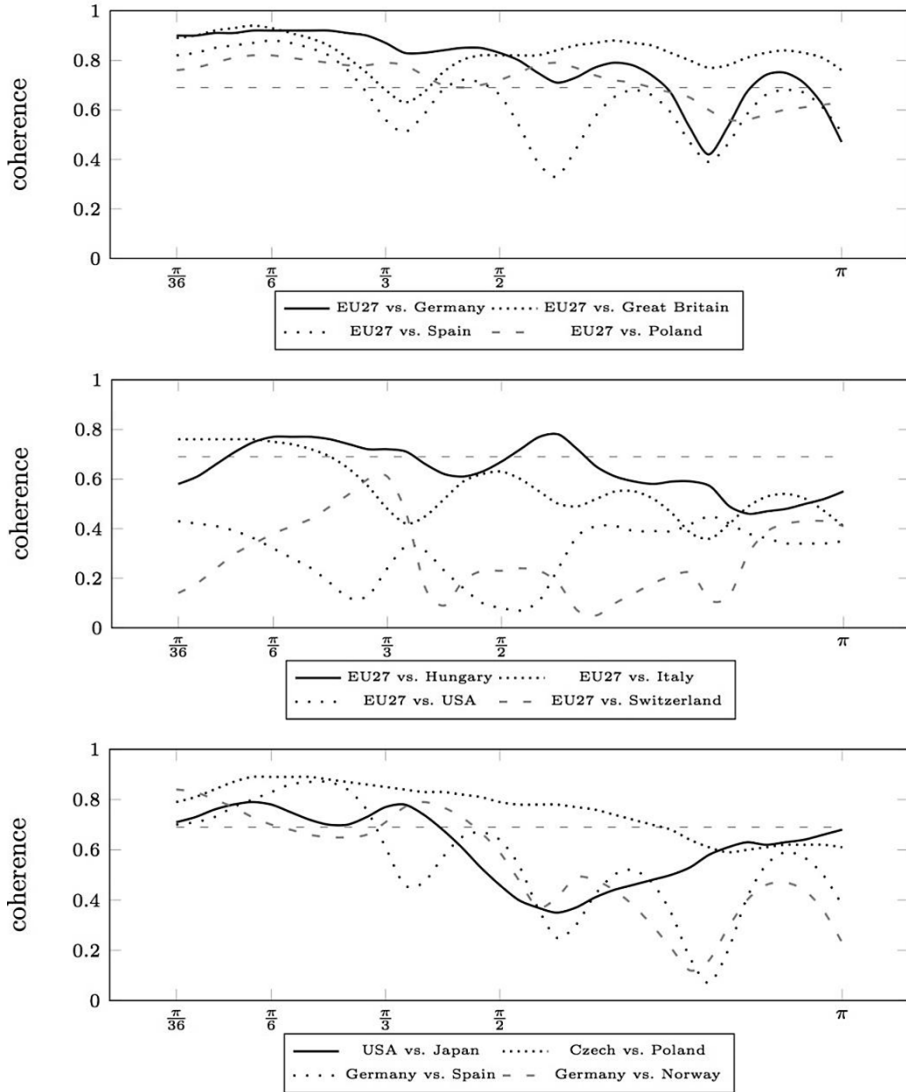 1
0.8
0.6
0.4
0.2
0
coherence
π/36 π/6 π/3 π/2 π
EU27 vs. Germany EU27 vs. Great Britain
EU27 vs. Spain EU27 vs. Poland
1
0.8
0.6
0.4
0.2
0
coherence
π/36 π/6 π/3 π/2 π
EU27 vs. Hungary EU27 vs. Italy
EU27 vs. USA EU27 vs. Switzerland
1
0.8
0.6
0.4
0.2
0
coherence
π/36 π/6 π/3 π/2 π
USA vs. Japan Czech vs. Poland
Germany vs. Spain Germany vs. Norway